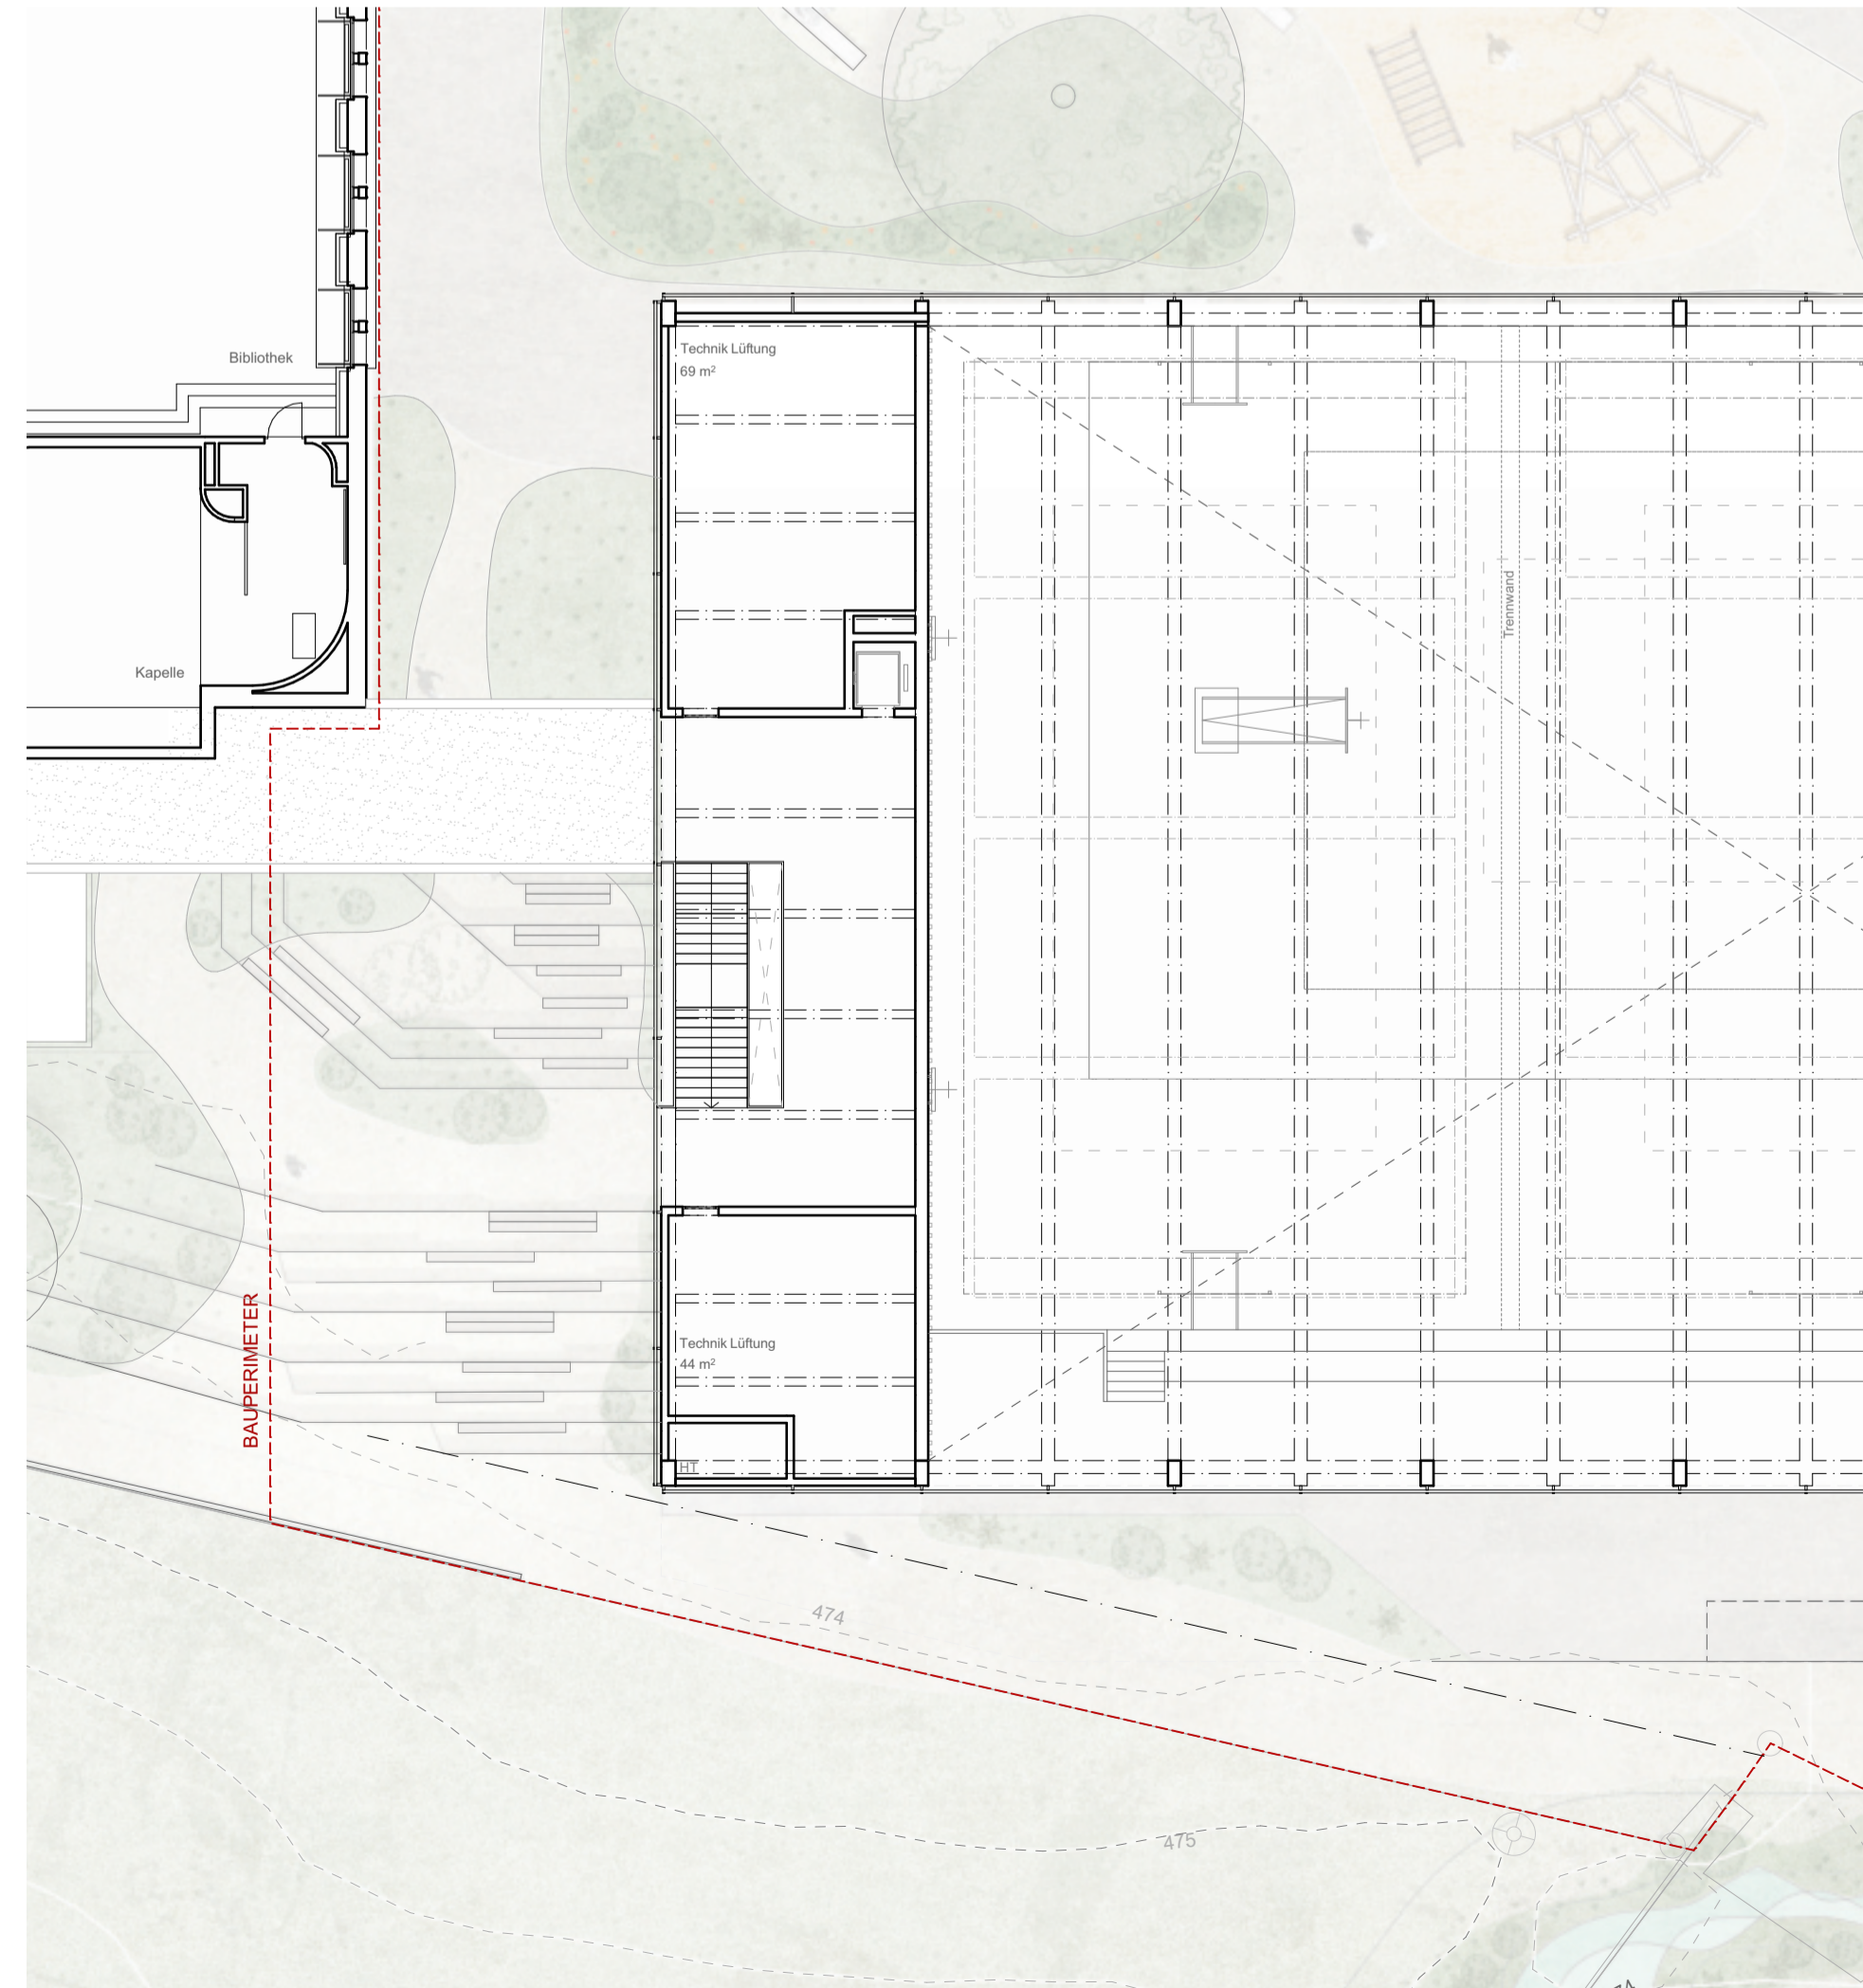 Technik Lüftung
69 m²
Bibliothek
Trennwand
Kapelle
BAUPERIMETER
Technik Lüftung
44 m²
HT
474
475